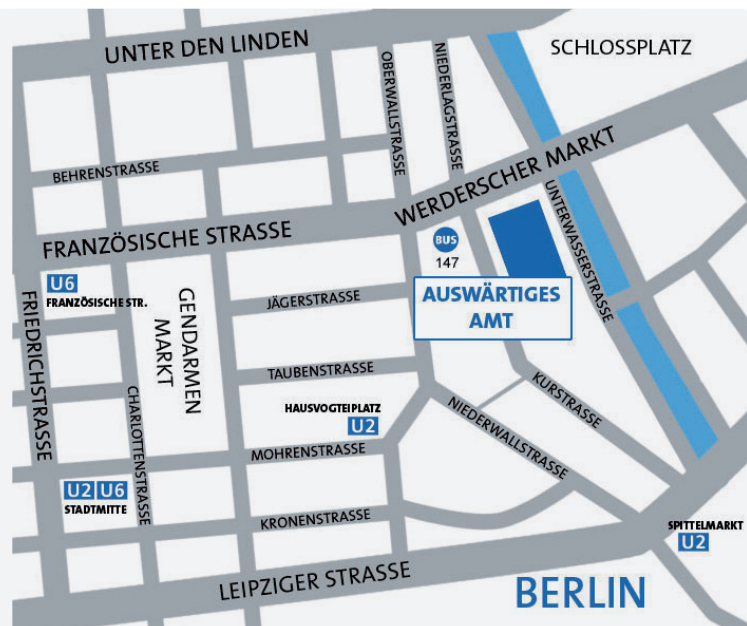 UNTER DEN LINDEN
SCHLOSSPLATZ
OBERWALLSTRASSE
NIEDERLAGSTRASSE
BEHRENSTRASSE
WERDERSCHER MARKT
FRANZÖSISCHE STRASSE
UNTERWASSERSTRASSE
BUS
147
U6
FRANZÖSISCHE STR.
FRIEDRICHSTRASSE
GENDARMEN
MARKT
JÄGERSTRASSE
AUSWÄRTIGES
AMT
TAUBENSTRASSE
CHARLOTTENSTRASSE
HAUSVOGTEIPLATZ
U2
KURSTRASSE
NIEDERWALLSTRASSE
MOHRENSTRASSE
U2 U6
STADTMITTE
KRONENSTRASSE
SPITTELMARKT
U2
LEIPZIGER STRASSE
BERLIN